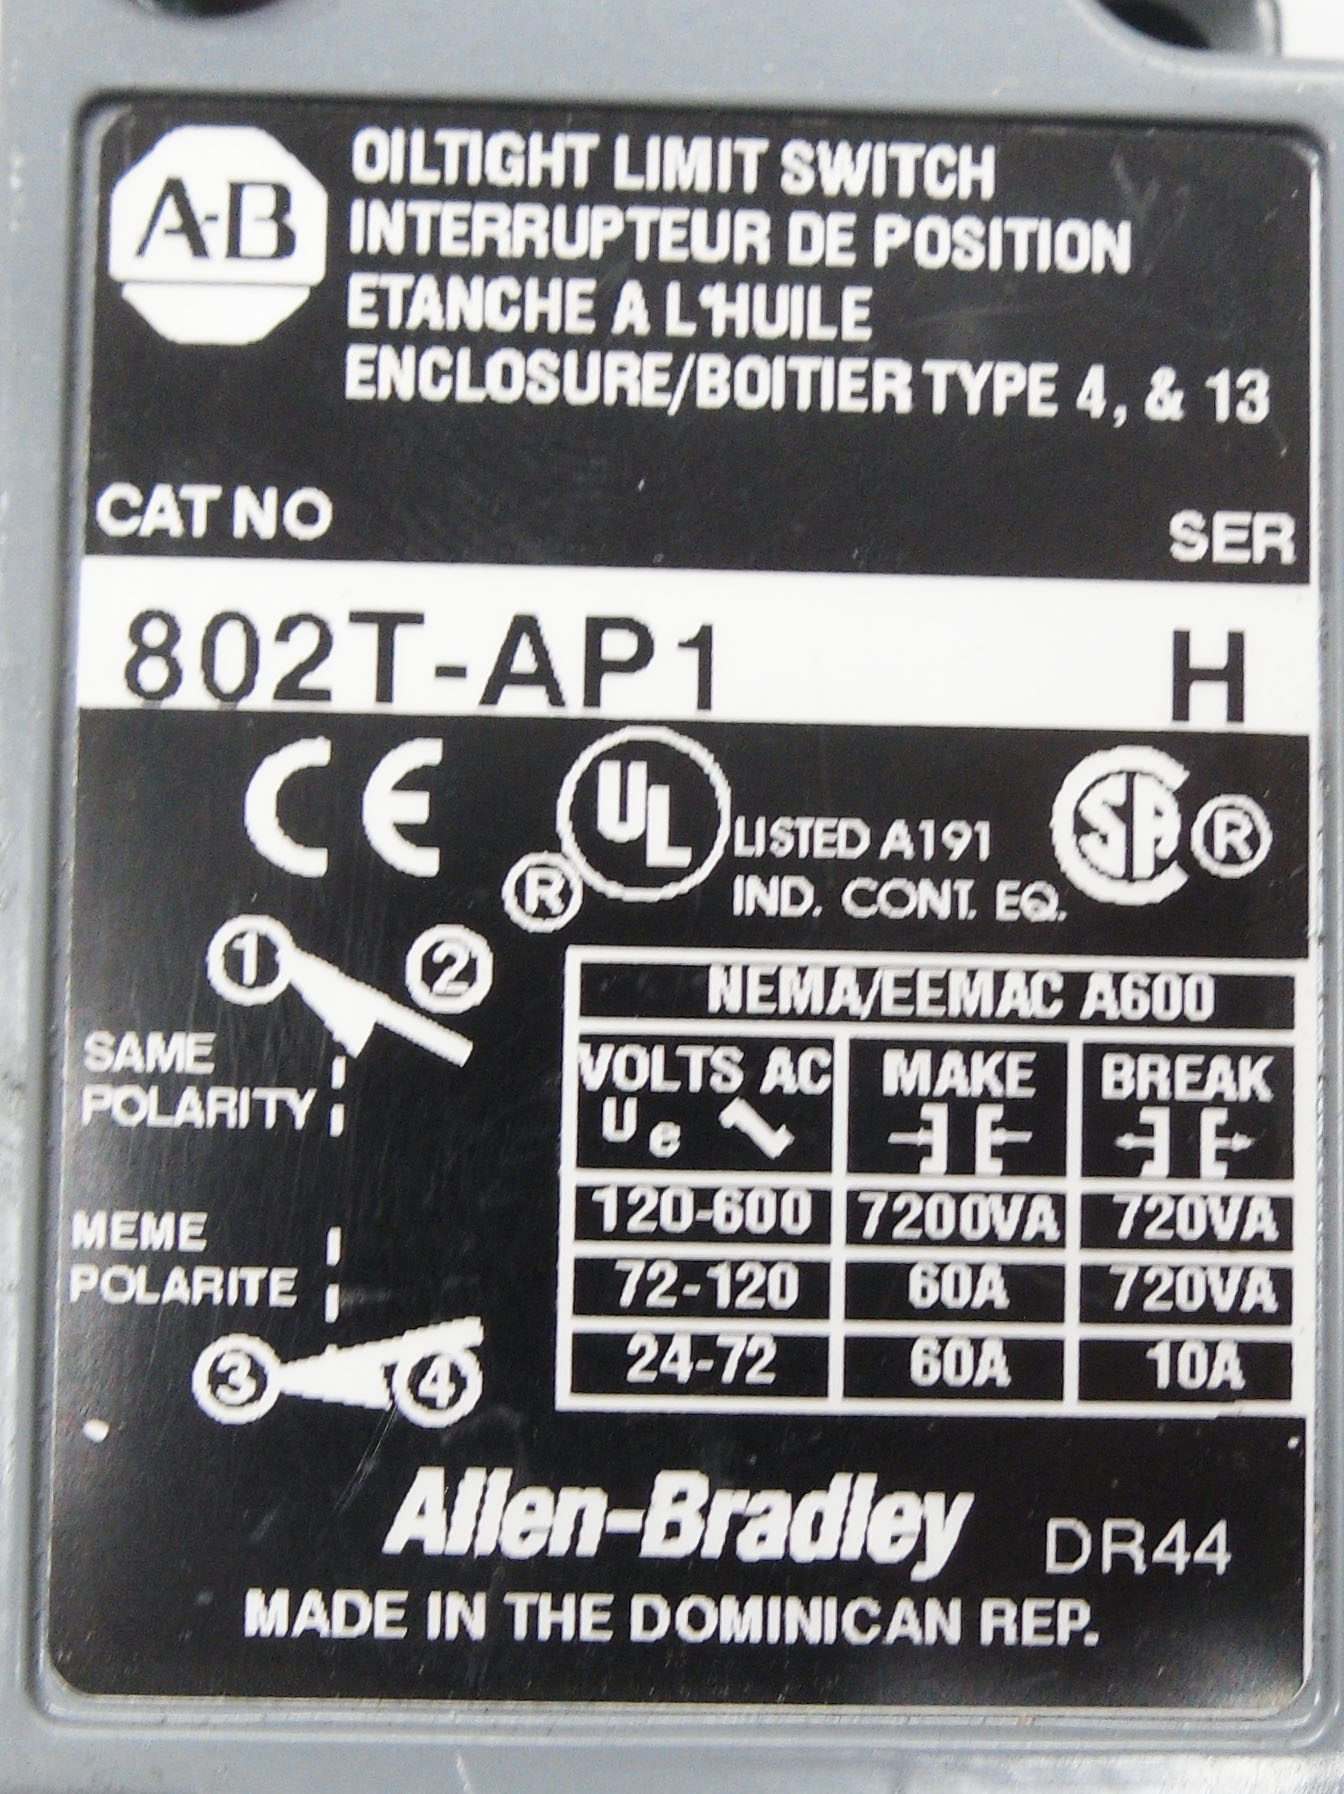 A-B
OILTIGHT LIMIT SWITCH
INTERRUPTEUR DE POSITION
ETANCHE A L'HUILE
ENCLOSURE/BOITIER TYPE 4, & 13
CAT NO SER
802T-AP1 H
CE
UL
LISTED A191
IND. CONT. EQ.
®
SA ®
1 2
SAME
POLARITY
MEME
POLARITE
3 4
NEMA/EEMAC A600
VOLTS AC MAKE BREAK
Ue
120-600 7200VA 720VA
72-120 60A 720VA
24-72 60A 10A
Allen-Bradley DR44
MADE IN THE DOMINICAN REP.